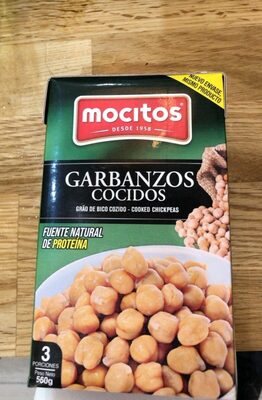 NUEVO ENVASE
MISMO PRODUCTO
mocitos®
DESDE 1958
GARBANZOS
COCIDOS
GRÃO DE BICO COZIDO - COOKED CHICKPEAS
FUENTE NATURAL
DE PROTEÍNA
3
PORCIONES
Peso Neto
560g